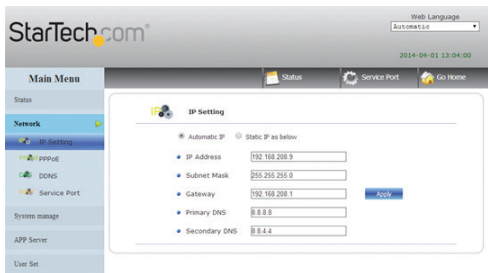 StarTech.com®
Web Language
Automatic
2014-04-01 13:04:00
Main Menu
Status
Service Port
Go Home
Status
Network
IP Setting
PPPoE
DDNS
Service Port
System manage
APP Server
User Set
IP Setting
Automatic IP Static IP as below
IP Address 192.168.208.9
Subnet Mask 255.255.255.0
Gateway 192.168.208.1 Apply
Primary DNS 8.8.8.8
Secondary DNS 8.8.4.4